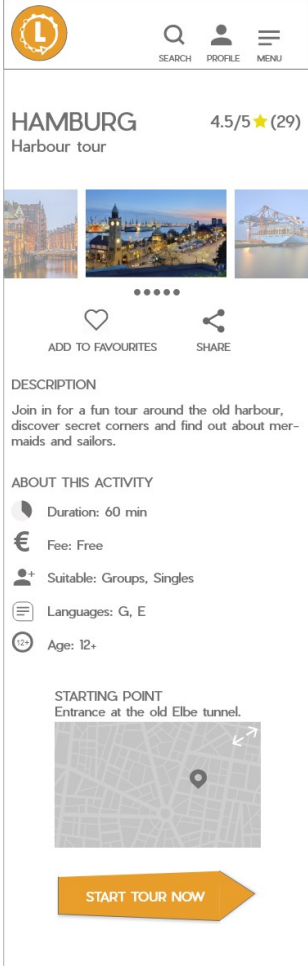 L
SEARCH PROFILE MENU
HAMBURG 4.5/5 (29)
Harbour tour
ADD TO FAVOURITES SHARE
DESCRIPTION
Join in for a fun tour around the old harbour,
discover secret corners and find out about mer-
maids and sailors.
ABOUT THIS ACTIVITY
Duration: 60 min
€ Fee: Free
Suitable: Groups, Singles
Languages: G, E
12+ Age: 12+
STARTING POINT
Entrance at the old Elbe tunnel.
START TOUR NOW